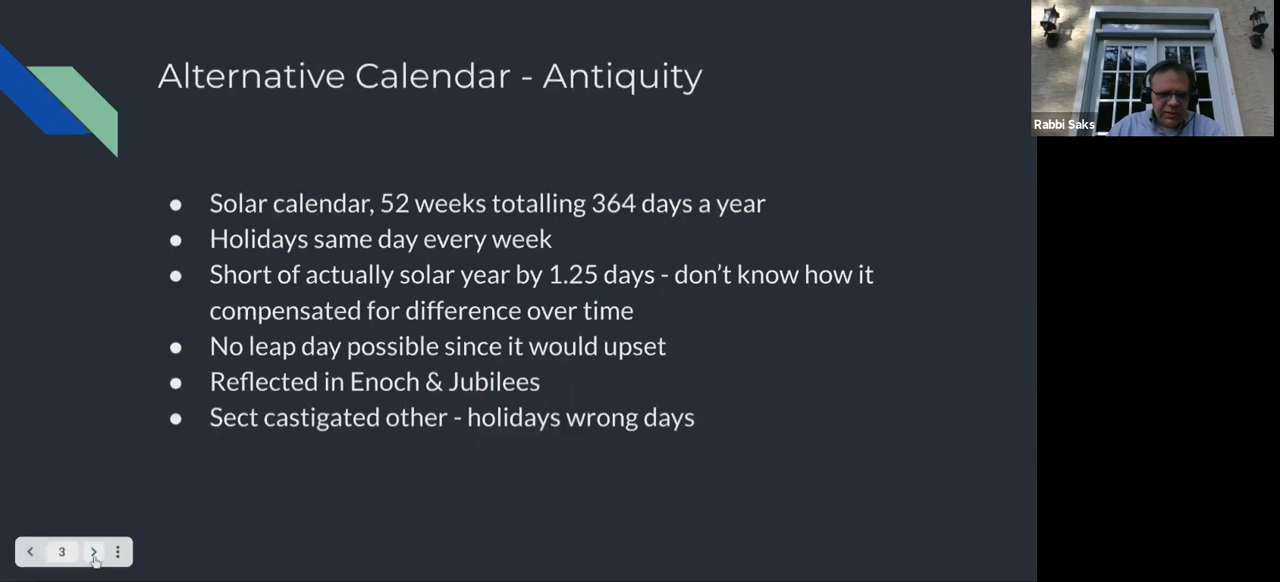 Alternative Calendar - Antiquity
● Solar calendar, 52 weeks totalling 364 days a year
● Holidays same day every week
● Short of actually solar year by 1.25 days - don’t know how it
compensated for difference over time
● No leap day possible since it would upset
● Reflected in Enoch & Jubilees
● Sect castigated other - holidays wrong days
3
Rabbi Saks